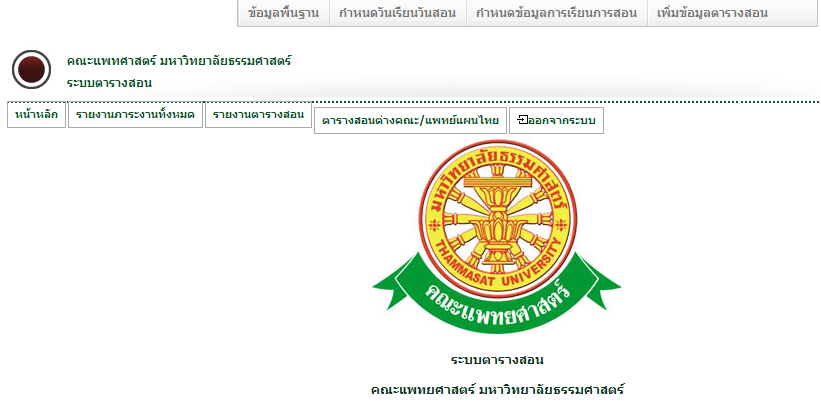 ข้อมูลพื้นฐาน กำหนดวันเรียนวันสอน กำหนดข้อมูลการเรียนการสอน เพิ่มข้อมูลตารางสอน
คณะแพทศาสตร์ มหาวิทยาลัยธรรมศาสตร์
ระบบตารางสอน
หน้าหลัก รายงานภาระงานทั้งหมด รายงานตารางสอน ตารางสอนต่างคณะ/แพทย์แผนไทย ออกจากระบบ
มหาวิทยาลัยธรรมศาสตร์
THAMMASAT UNIVERSITY
คณะแพทยศาสตร์
ระบบตารางสอน
คณะแพทยศาสตร์ มหาวิทยาลัยธรรมศาสตร์